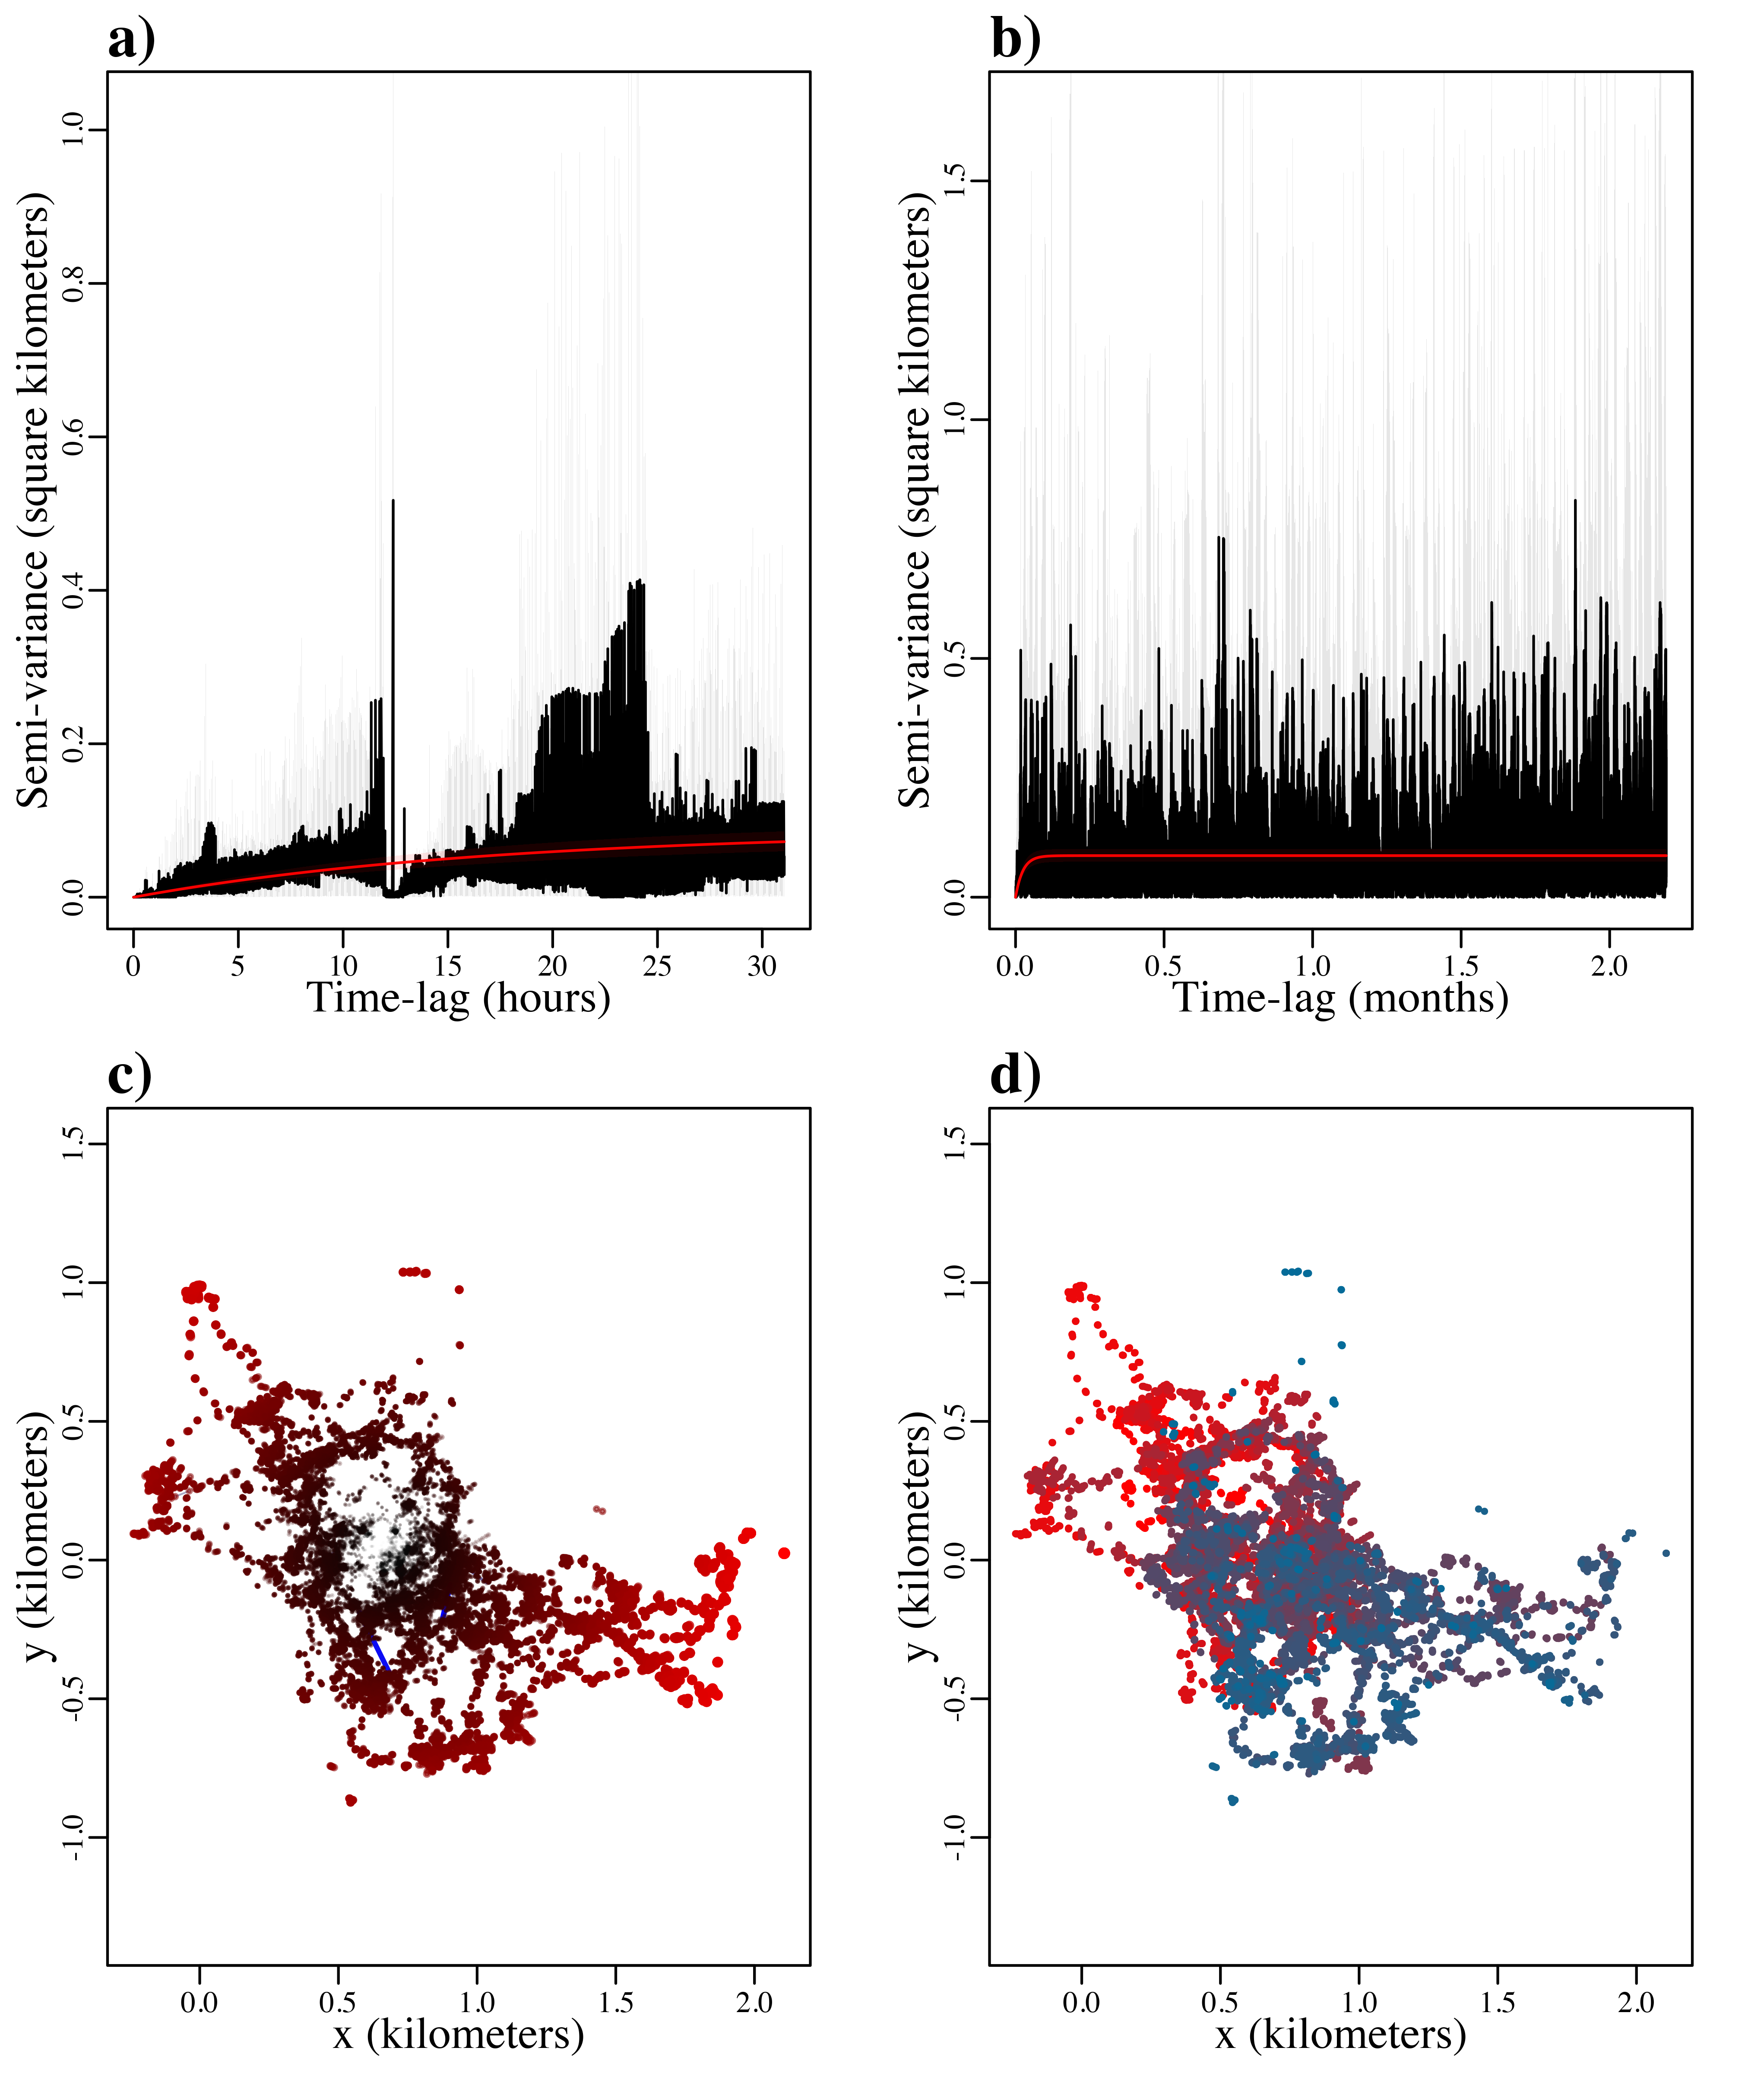 a)
Semi-variance (square kilometers)
1.0
0.8
0.6
0.4
0.2
0.0
0 5 10 15 20 25 30
Time-lag (hours)
b)
Semi-variance (square kilometers)
1.5
1.0
0.5
0.0
0.0 0.5 1.0 1.5 2.0
Time-lag (months)
c)
y (kilometers)
1.5
1.0
0.5
0.0
-0.5
-1.0
0.0 0.5 1.0 1.5 2.0
x (kilometers)
d)
y (kilometers)
1.5
1.0
0.5
0.0
-0.5
-1.0
0.0 0.5 1.0 1.5 2.0
x (kilometers)